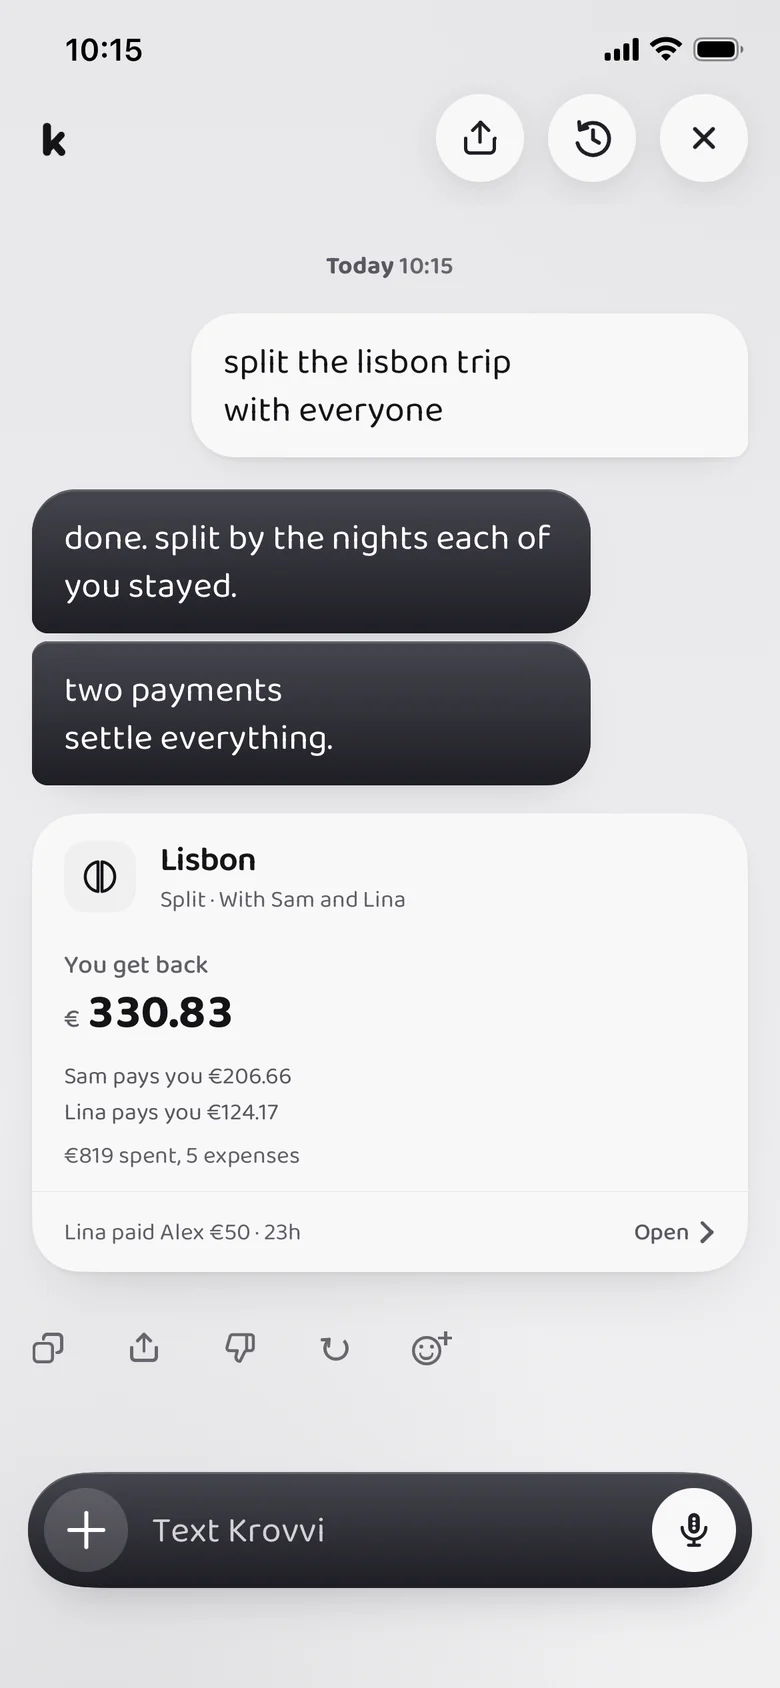 10:15
k
Today 10:15
split the lisbon trip
with everyone
done. split by the nights each of
you stayed.
two payments
settle everything.
Lisbon
Split · With Sam and Lina
You get back
€ 330.83
Sam pays you €206.66
Lina pays you €124.17
€819 spent, 5 expenses
Lina paid Alex €50 · 23h
Open
Text Krovvi